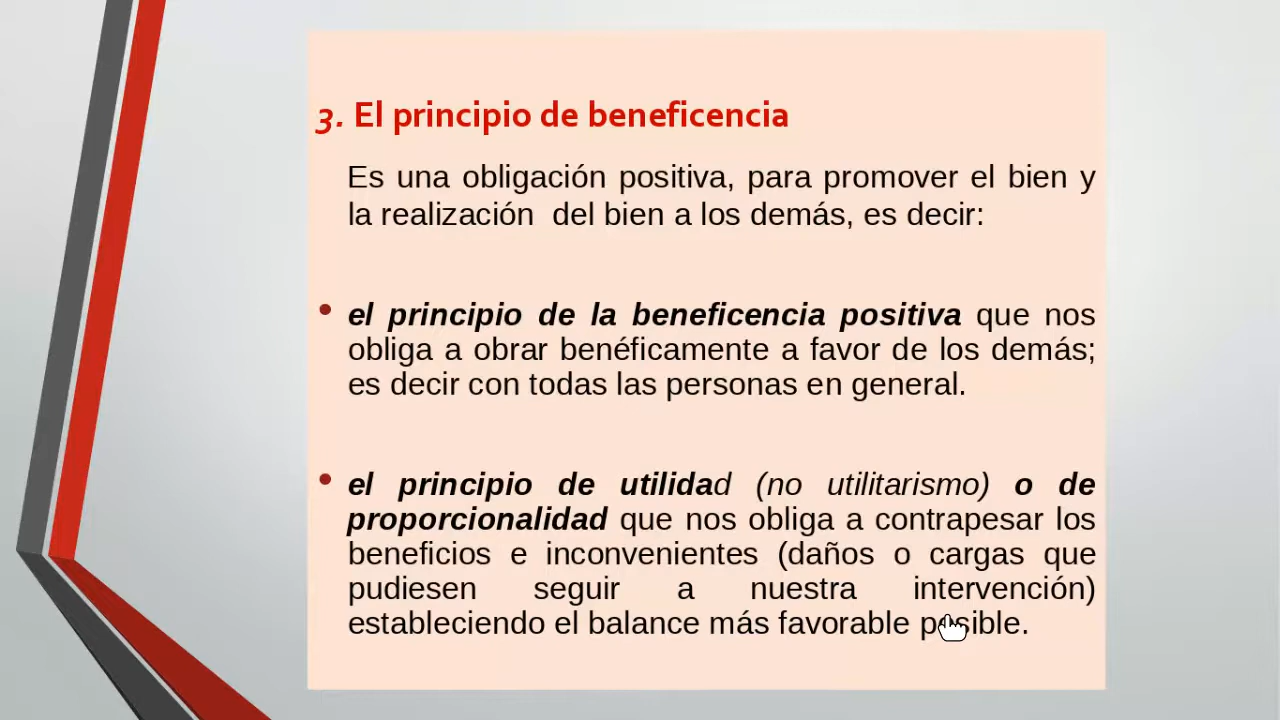 3. El principio de beneficencia
Es una obligación positiva, para promover el bien y
la realización del bien a los demás, es decir:
• el principio de la beneficencia positiva que nos
obliga a obrar benéficamente a favor de los demás;
es decir con todas las personas en general.
• el principio de utilidad (no utilitarismo) o de
proporcionalidad que nos obliga a contrapesar los
beneficios e inconvenientes (daños o cargas que
pudiesen seguir a nuestra intervención)
estableciendo el balance más favorable posible.